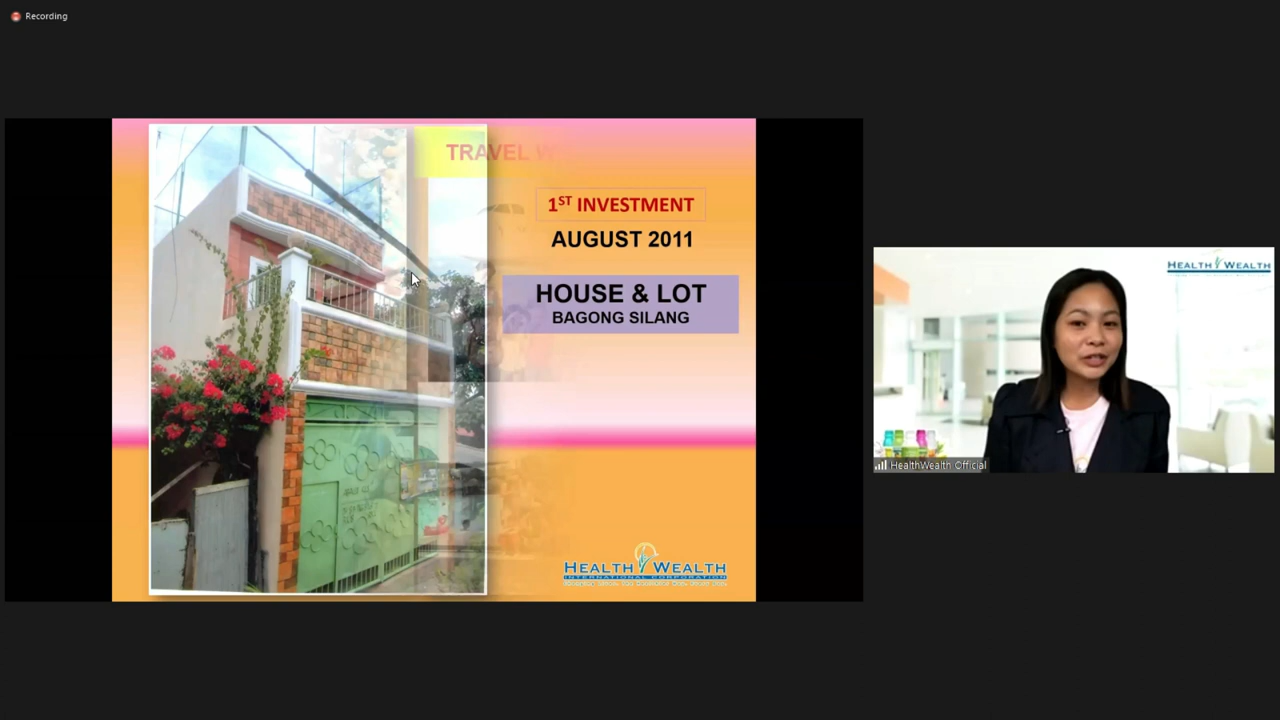 Recording
TRAVEL W
1ST INVESTMENT
AUGUST 2011
HOUSE & LOT
BAGONG SILANG
HEALTH WEALTH
INTERNATIONAL CORPORATION
HEALTH WEALTH
HealthWealth Official